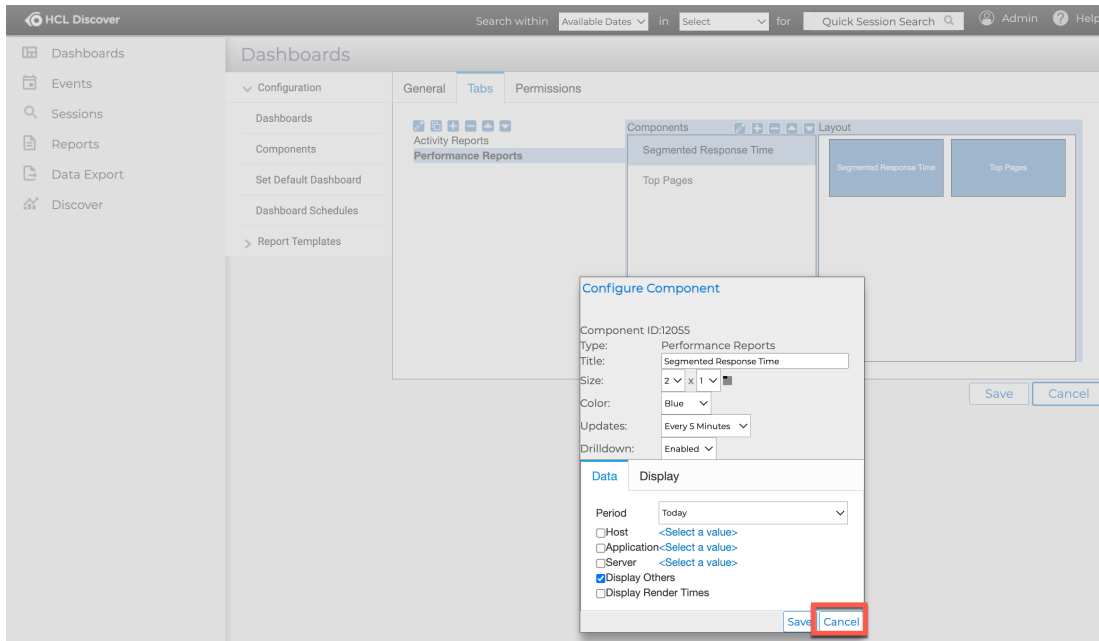 HCL Discover
Search within Available Dates in Select for Quick Session Search Admin Help
Dashboards
Events
Sessions
Reports
Data Export
Discover
Dashboards
Configuration
Dashboards
Components
Set Default Dashboard
Dashboard Schedules
Report Templates
General Tabs Permissions
Activity Reports
Performance Reports
Components
Segmented Response Time
Top Pages
Layout
Segmented Response Time
Top Pages
Save Cancel
Configure Component
Component ID:12055
Type: Performance Reports
Title: Segmented Response Time
Size: 2 x 1
Color: Blue
Updates: Every 5 Minutes
Drilldown: Enabled
Data Display
Period Today
Host <Select a value>
Application<Select a value>
Server <Select a value>
Display Others
Display Render Times
Save Cancel